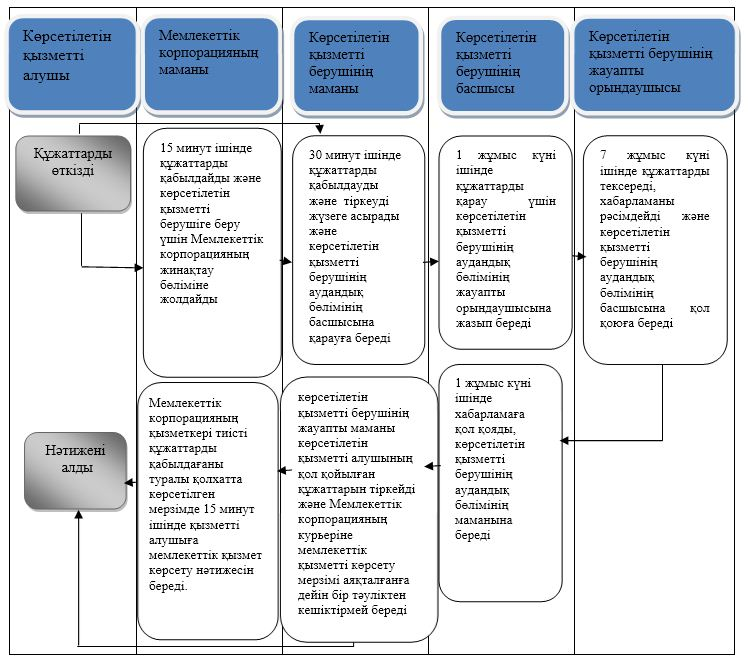 Көрсетілетін
қызметті
алушы
Мемлекеттік
корпорацияның
маманы
Көрсетілетін
қызметті
берушінің
маманы
Көрсетілетін
қызметті
берушінің
басшысы
Көрсетілетін
қызметті берушінің
жауапты
орындаушысы
Құжаттарды
өткізді
15 минут ішінде
құжаттарды
қабылдайды және
көрсетілетін
қызметті
берушіге беру
үшін Мемлекеттік
корпорацияның
жинақтау
бөліміне
жолдайды
30 минут ішінде
құжаттарды
қабылдауды
және тіркеуді
жүзеге асырады
және
көрсетілетін
қызметті
берушінің
аудандық
бөлімінің
басшысына
қарауға береді
1 жұмыс күні
ішінде
құжаттарды
қарау үшін
көрсетілетін
қызметті
берушінің
аудандық
бөлімінің
жауапты
орындаушысына
жазып береді
7 жұмыс күні
ішінде құжаттарды
тексереді,
хабарламаны
рәсімдейді және
көрсетілетін
қызметті
берушінің
аудандық
бөлімінің
басшысына қол
қоюға береді
Нәтижені
алды
Мемлекеттік
корпорацияның
қызметкері тиісті
құжаттарды
қабылдағаны
туралы қолхатта
көрсетілген
мерзімде 15 минут
ішінде қызметті
алушыға
мемлекеттік қызмет
көрсету нәтижесін
береді.
көрсетілетін
қызметті берушінің
жауапты маманы
көрсетілетін
қызметті алушының
қол қойылған
құжаттарын тіркейді
және Мемлекеттік
корпорацияның
курьеріне
мемлекеттік
қызметті көрсету
мерзімі аяқталғанға
дейін бір тәуліктен
кешіктірмей береді
1 жұмыс күні
ішінде
хабарламаға
қол қояды,
көрсетілетін
қызметті
берушінің
аудандық
бөлімінің
маманына
береді